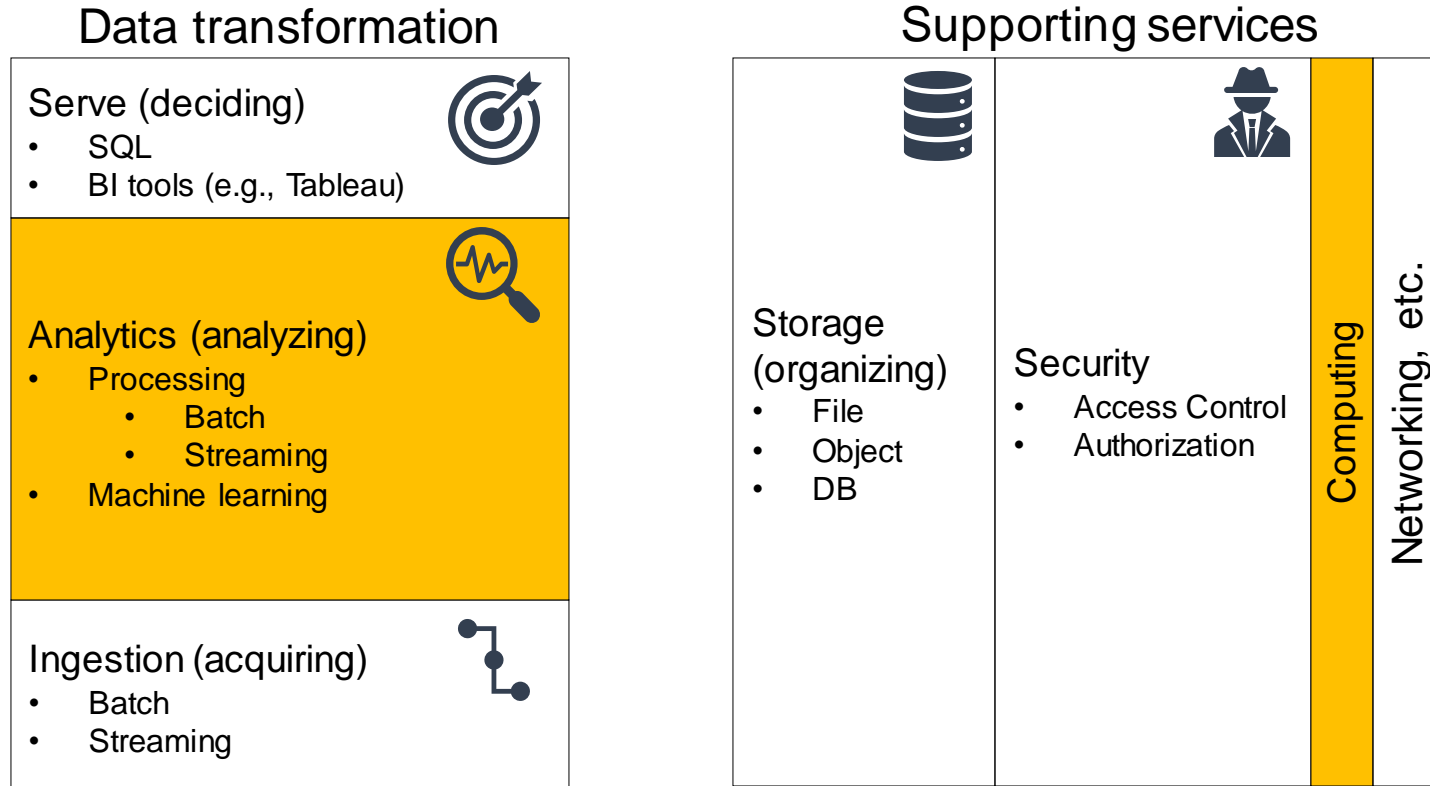 Data transformation
Serve (deciding)
• SQL
• BI tools (e.g., Tableau)
Analytics (analyzing)
• Processing
• Batch
• Streaming
• Machine learning
Ingestion (acquiring)
• Batch
• Streaming
Supporting services
Storage
(organizing)
• File
• Object
• DB
Security
• Access Control
• Authorization
Computing
Networking, etc.